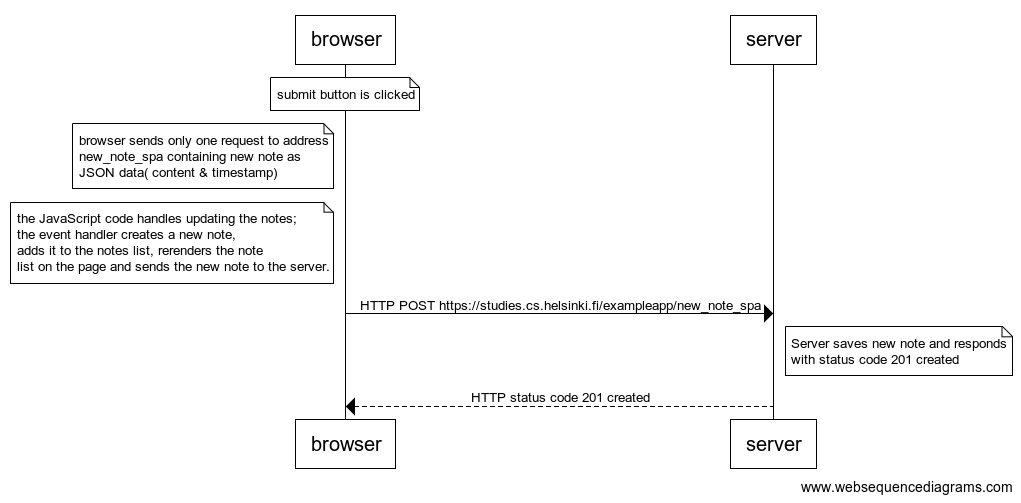 browser
server
submit button is clicked
browser sends only one request to address
new_note_spa containing new note as
JSON data( content & timestamp)
the JavaScript code handles updating the notes;
the event handler creates a new note,
adds it to the notes list, rerenders the note
list on the page and sends the new note to the server.
HTTP POST https://studies.cs.helsinki.fi/exampleapp/new_note_spa
Server saves new note and responds
with status code 201 created
HTTP status code 201 created
browser
server
www.websequencediagrams.com